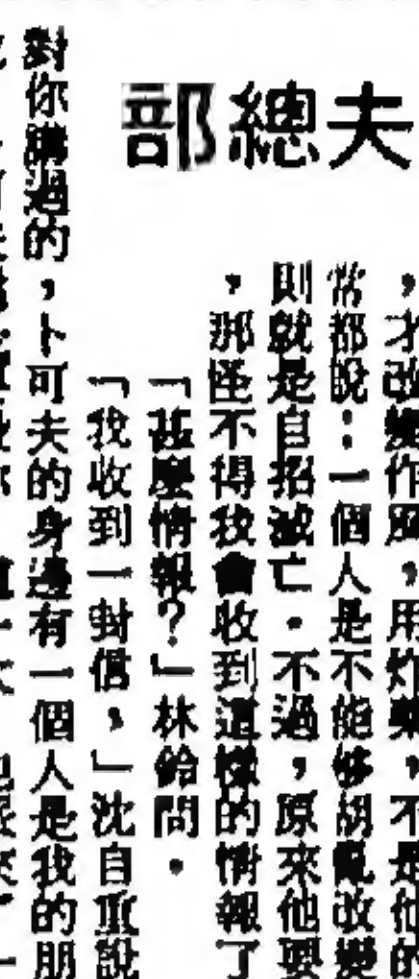 部總夫
，才改變作風，用炸藥，不是他的
常都說：一個人是不能够胡亂改變
則就是自招滅亡．不過，原來他要
，那怪不得我會收到這樣的情報了
「甚麼情報？」林鈴問．
「我收到一封信，」沈自重說
對你講過的，卜可夫的身邊有一個人是我的朋